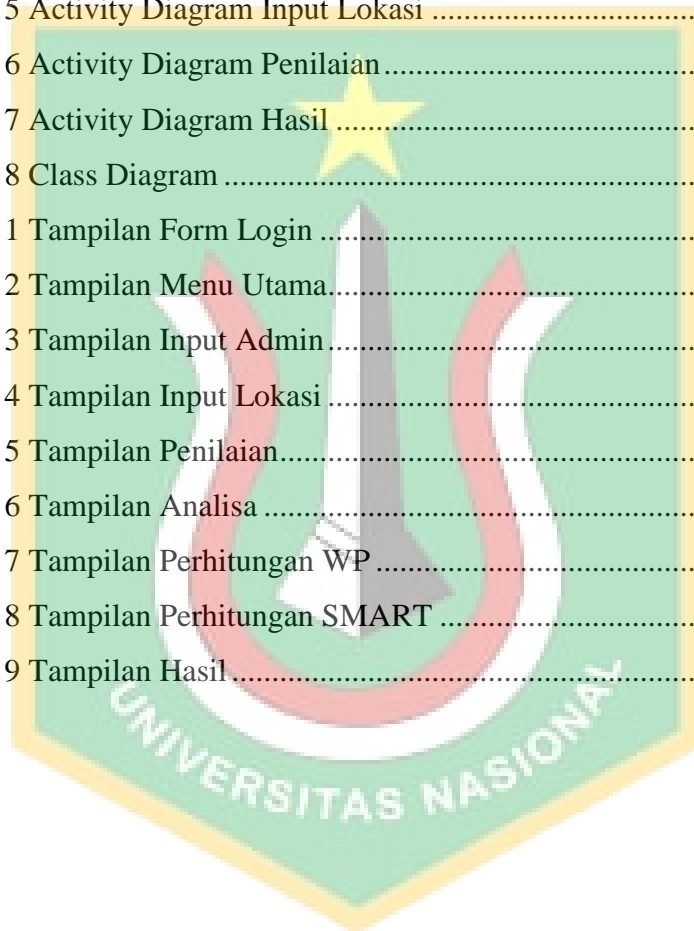 5 Activity Diagram Input Lokasi ........................................
6 Activity Diagram Penilaian ........................................
7 Activity Diagram Hasil ........................................
8 Class Diagram ........................................
1 Tampilan Form Login ........................................
2 Tampilan Menu Utama ........................................
3 Tampilan Input Admin ........................................
4 Tampilan Input Lokasi ........................................
5 Tampilan Penilaian ........................................
6 Tampilan Analisa ........................................
7 Tampilan Perhitungan WP ........................................
8 Tampilan Perhitungan SMART ........................................
9 Tampilan Hasil ........................................
UNIVERSITAS NASIONAL